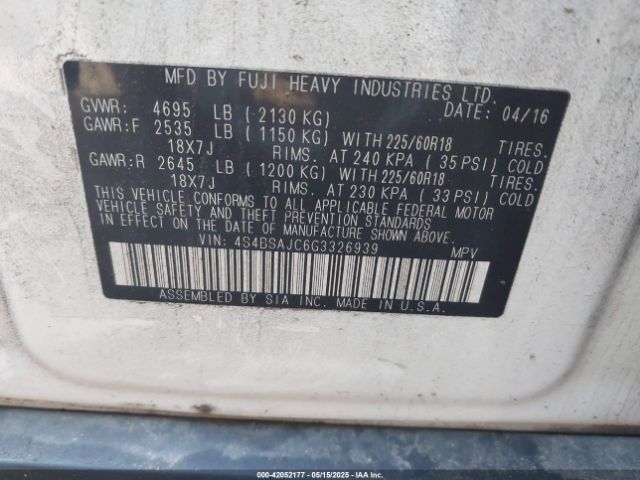 MFD BY FUJI HEAVY INDUSTRIES LTD.
GVWR: 4695 LB (2130 KG) DATE: 04/16
GAWR:F 2535 LB (1150 KG) WITH 225/60R18 TIRES.
18X7J RIMS. AT 240 KPA (35 PSI) COLD
GAWR:R 2645 LB (1200 KG) WITH 225/60R18 TIRES.
18X7J RIMS. AT 230 KPA (33 PSI) COLD
THIS VEHICLE CONFORMS TO ALL APPLICABLE FEDERAL MOTOR
VEHICLE SAFETY AND THEFT PREVENTION STANDARDS
IN EFFECT ON THE DATE OF MANUFACTURE SHOWN ABOVE.
VIN: 4S4BSAJC6G3326939 MPV
ASSEMBLED BY SIA INC. MADE IN U.S.A.
000-42052177 - 05/15/2025 - IAAI.CA